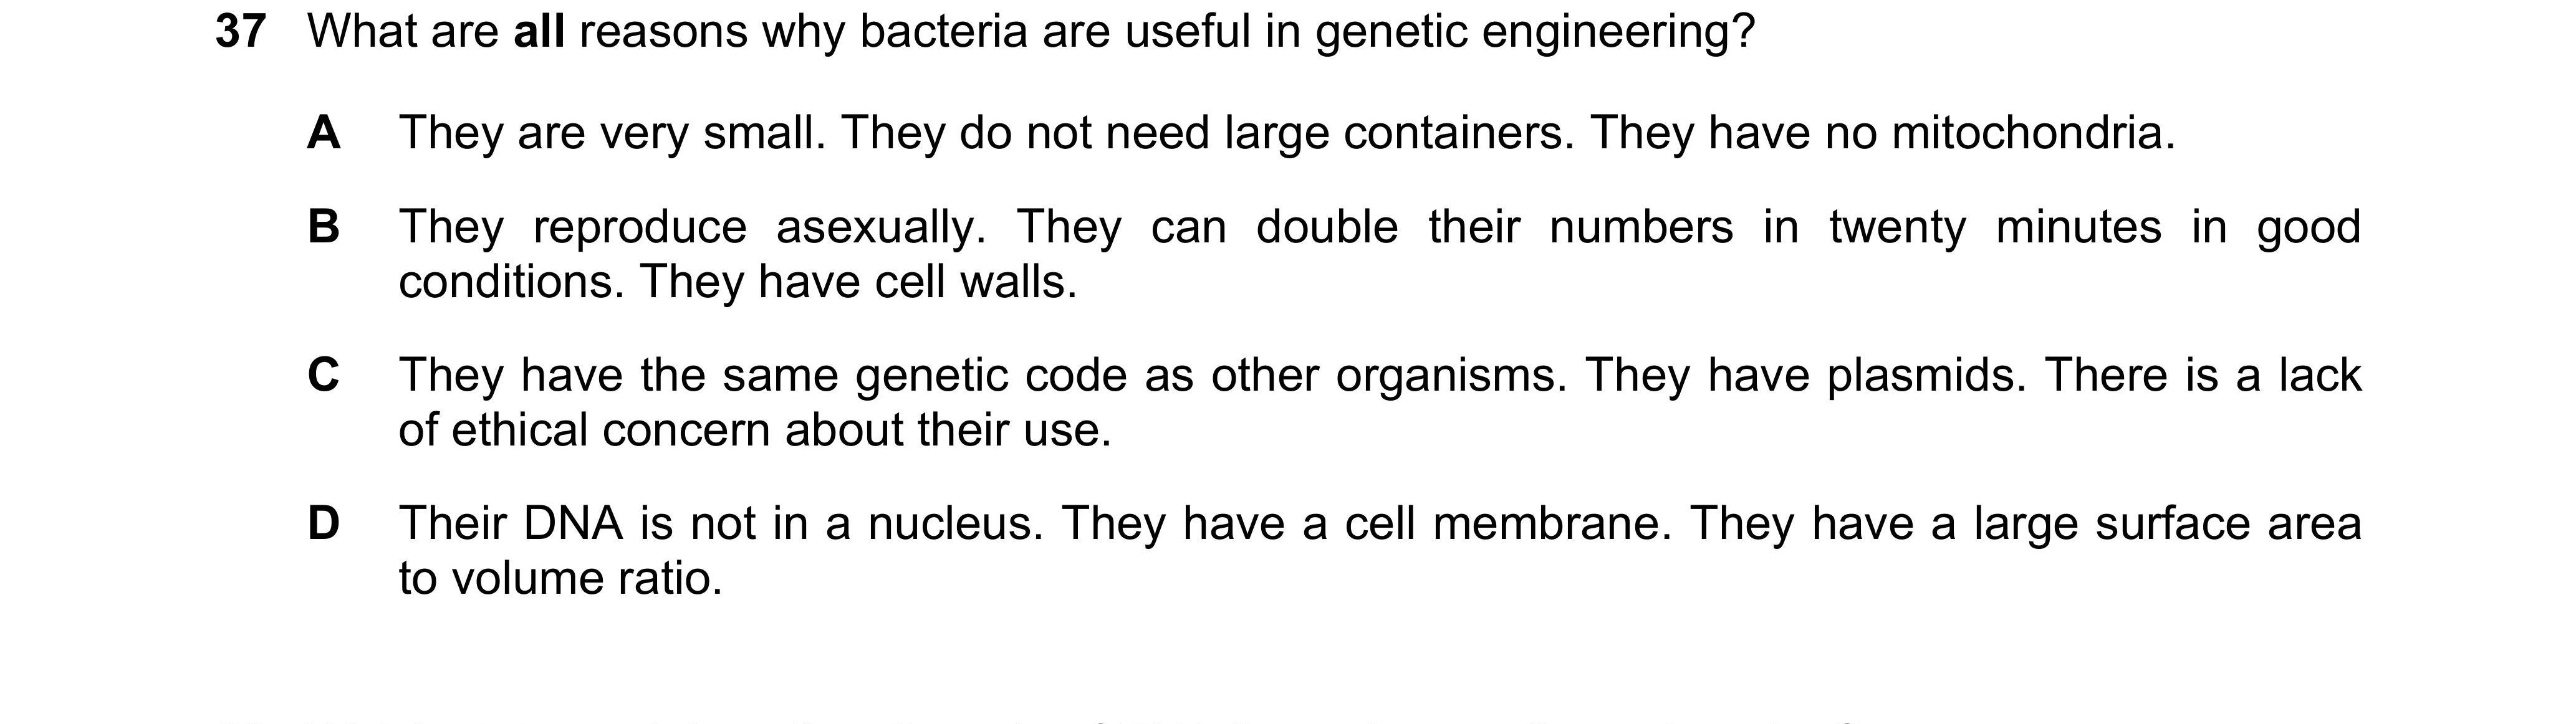 37 What are all reasons why bacteria are useful in genetic engineering?
A They are very small. They do not need large containers. They have no mitochondria.
B They reproduce asexually. They can double their numbers in twenty minutes in good
conditions. They have cell walls.
C They have the same genetic code as other organisms. They have plasmids. There is a lack
of ethical concern about their use.
D Their DNA is not in a nucleus. They have a cell membrane. They have a large surface area
to volume ratio.